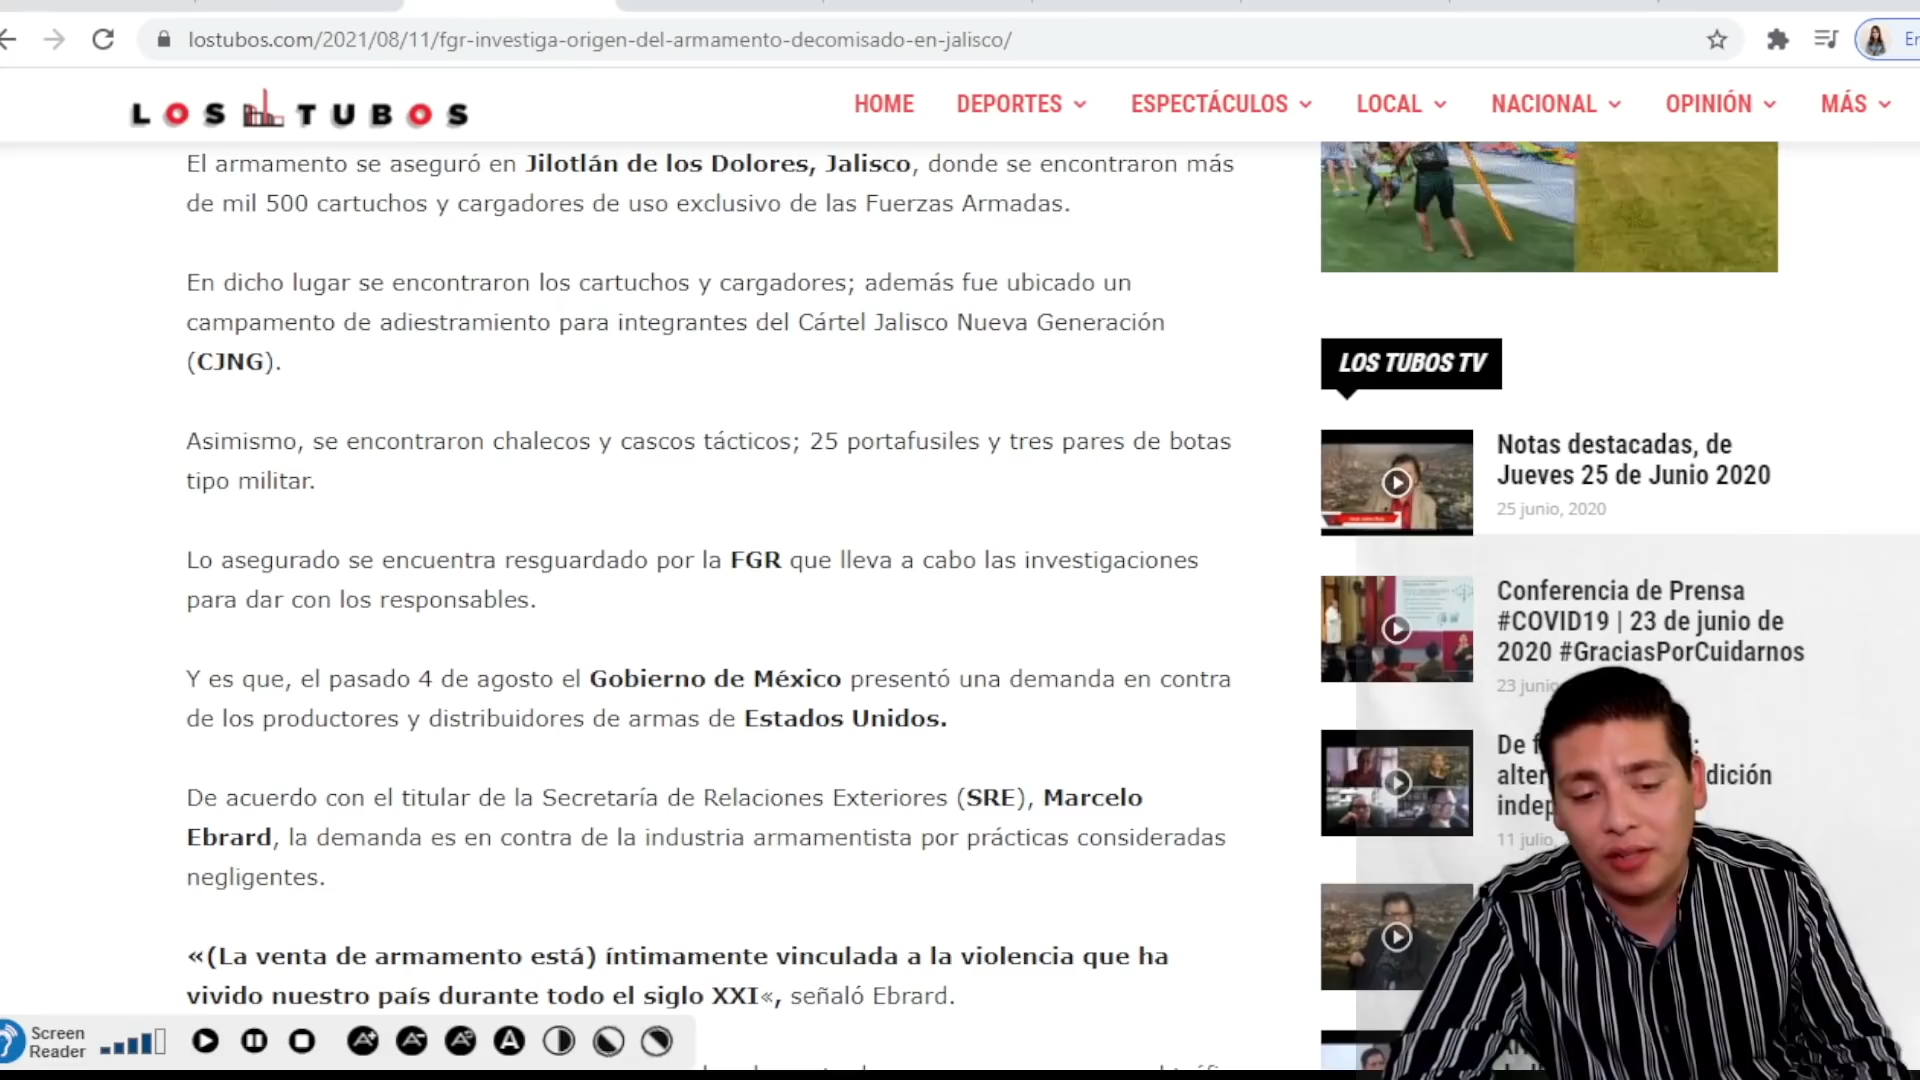 lostubos.com/2021/08/11/fgr-investiga-origen-del-armamento-decomisado-en-jalisco/
LOS TUBOS
HOME DEPORTES ESPECTÁCULOS LOCAL NACIONAL OPINIÓN MÁS
El armamento se aseguró en Jilotlán de los Dolores, Jalisco, donde se encontraron más
de mil 500 cartuchos y cargadores de uso exclusivo de las Fuerzas Armadas.
En dicho lugar se encontraron los cartuchos y cargadores; además fue ubicado un
campamento de adiestramiento para integrantes del Cártel Jalisco Nueva Generación
(CJNG).
Asimismo, se encontraron chalecos y cascos tácticos; 25 portafusiles y tres pares de botas
tipo militar.
Lo asegurado se encuentra resguardado por la FGR que lleva a cabo las investigaciones
para dar con los responsables.
Y es que, el pasado 4 de agosto el Gobierno de México presentó una demanda en contra
de los productores y distribuidores de armas de Estados Unidos.
De acuerdo con el titular de la Secretaría de Relaciones Exteriores (SRE), Marcelo
Ebrard, la demanda es en contra de la industria armamentista por prácticas consideradas
negligentes.
«(La venta de armamento está) íntimamente vinculada a la violencia que ha
vivido nuestro país durante todo el siglo XXI«, señaló Ebrard.
LOS TUBOS TV
Notas destacadas, de
Jueves 25 de Junio 2020
25 junio, 2020
Conferencia de Prensa
#COVID19 | 23 de junio de
2020 #GraciasPorCuidarnos
23 junio
De
dición
11 julio,
Screen
Reader